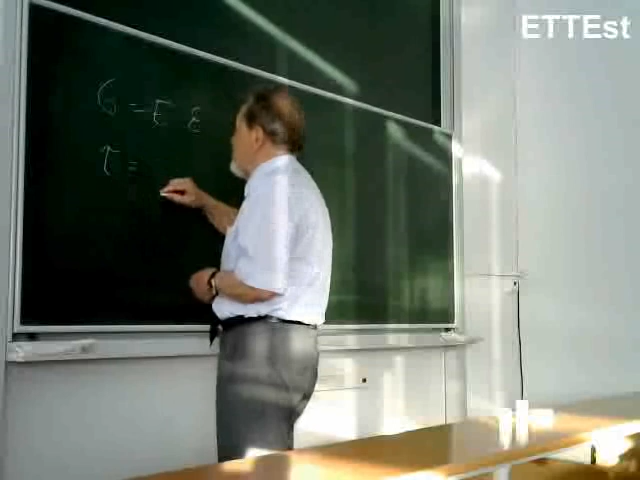 ETTEst
σ = E ε
τ =